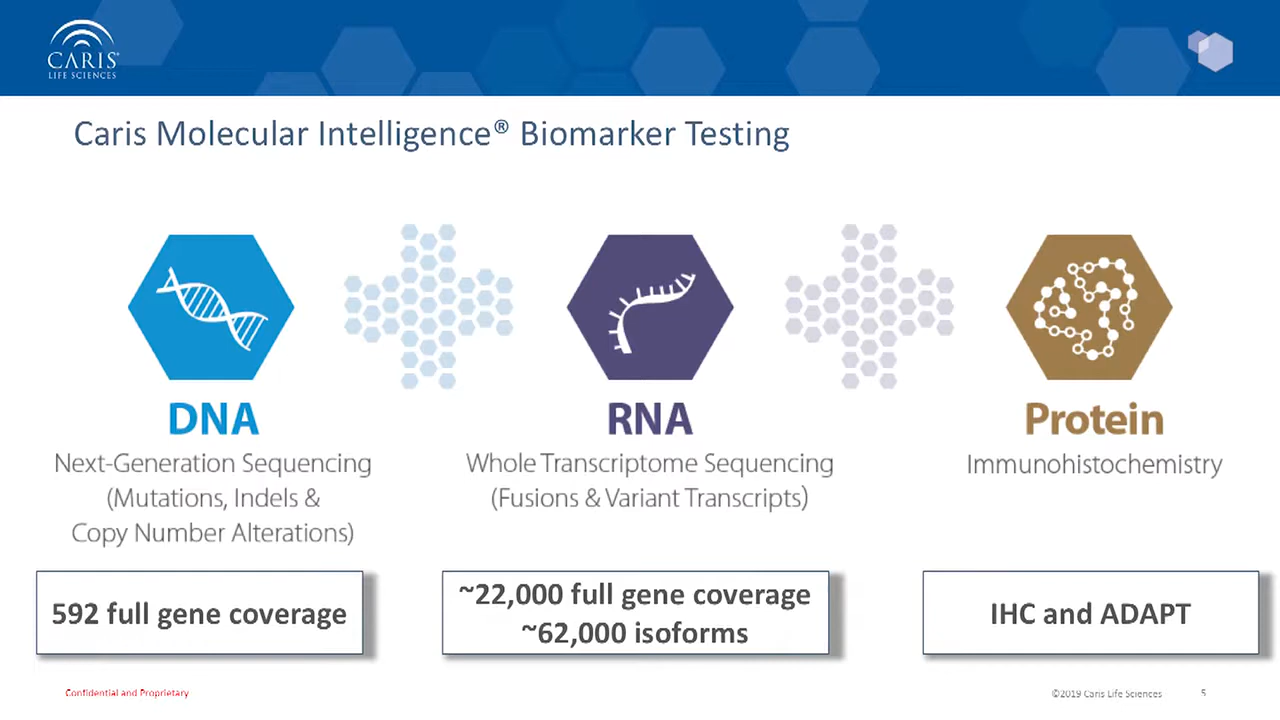 CARIS
LIFE SCIENCES
Caris Molecular Intelligence® Biomarker Testing
DNA
Next-Generation Sequencing
(Mutations, Indels &
Copy Number Alterations)
592 full gene coverage
RNA
Whole Transcriptome Sequencing
(Fusions & Variant Transcripts)
~22,000 full gene coverage
~62,000 isoforms
Protein
Immunohistochemistry
IHC and ADAPT
Confidential and Proprietary
©2019 Caris Life Sciences
5